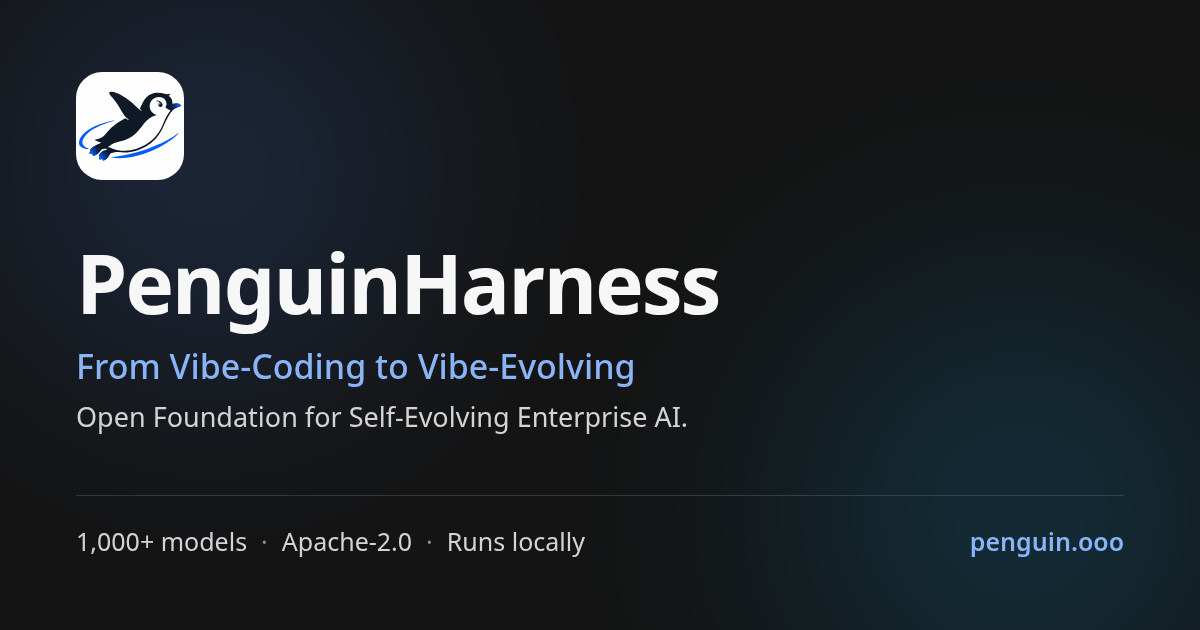 PenguinHarness
From Vibe-Coding to Vibe-Evolving
Open Foundation for Self-Evolving Enterprise AI.
1,000+ models · Apache-2.0 · Runs locally
penguin.ooo